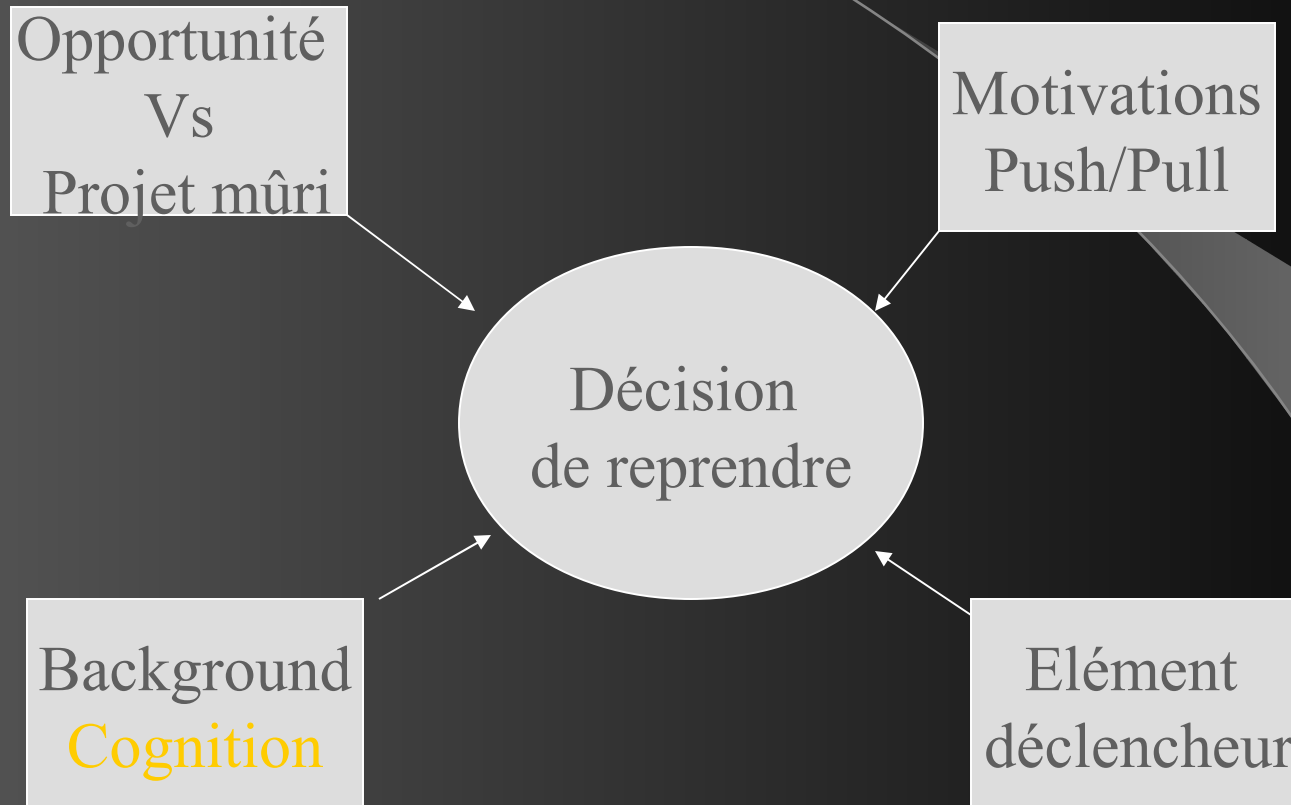 Opportunité
Vs
Projet mûri
Motivations
Push/Pull
Décision
de reprendre
Background
Cognition
Elément
déclencheur